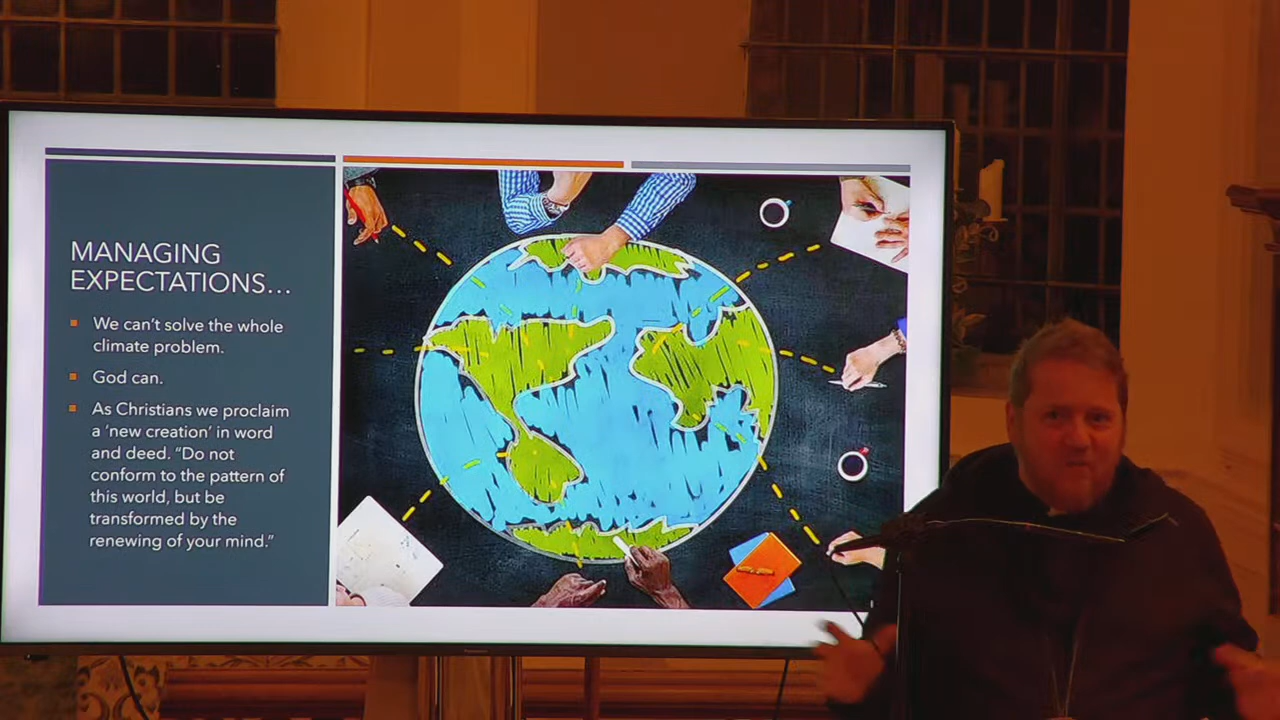 MANAGING
EXPECTATIONS...
We can't solve the whole
climate problem.
God can.
As Christians we proclaim
a 'new creation' in word
and deed. "Do not
conform to the pattern of
this world, but be
transformed by the
renewing of your mind."
Panasonic